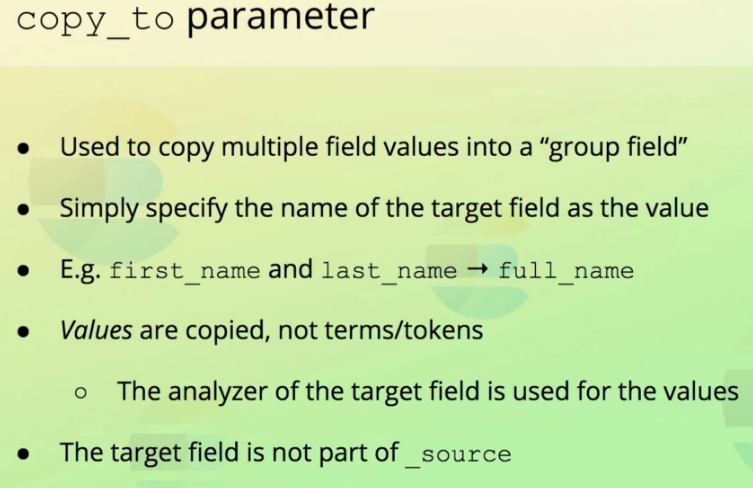 copy_to parameter
● Used to copy multiple field values into a “group field”
● Simply specify the name of the target field as the value
● E.g. first_name and last_name → full_name
● Values are copied, not terms/tokens
○ The analyzer of the target field is used for the values
● The target field is not part of _source